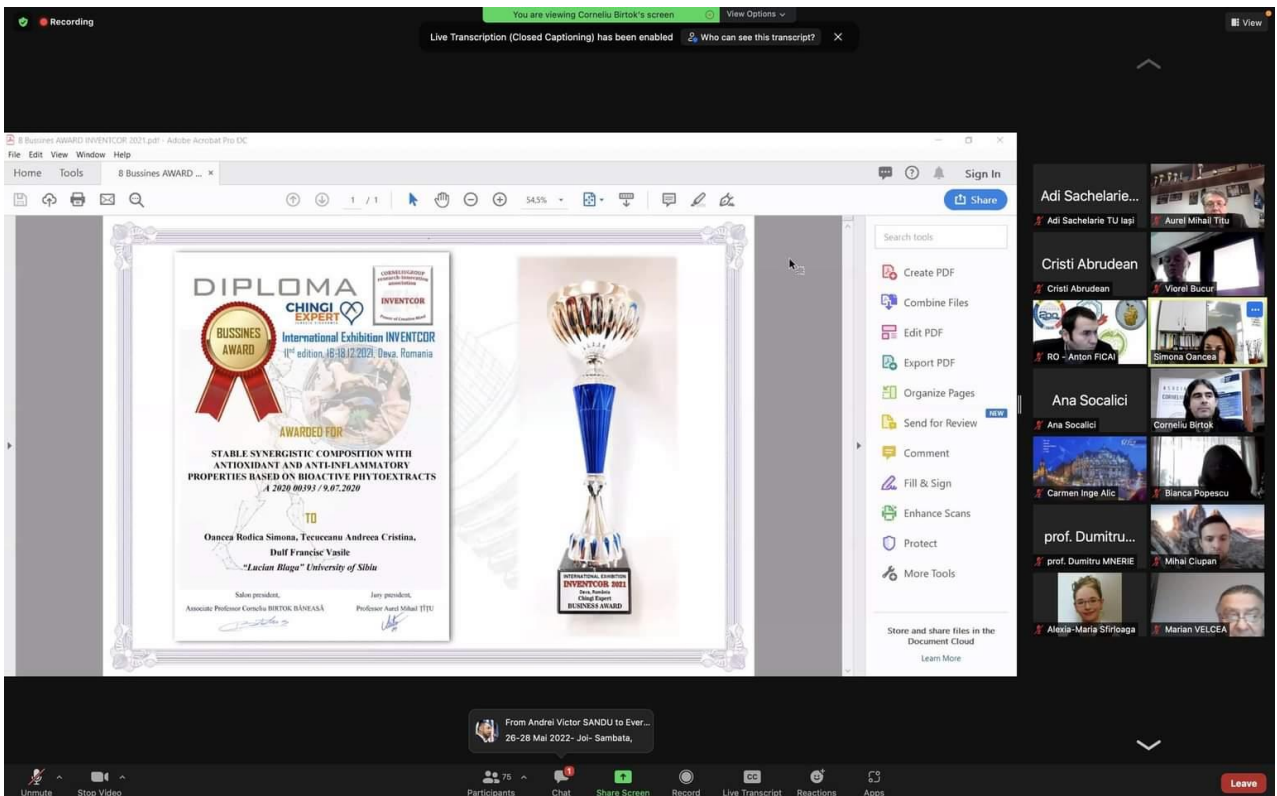 Recording
You are viewing Corneliu Birtok's screen
View Options
View
Live Transcription (Closed Captioning) has been enabled
Who can see this transcript?
8 Bussines AWARD INVENTCOR 2021.pdf - Adobe Acrobat Pro DC
File Edit View Window Help
Home Tools 8 Bussines AWARD ... ×
Sign In
1 / 1
54,5%
Share
DIPLOMA
CORNELIUGROUP
research-innovation
association
INVENTCOR
CHINGI
EXPERT
BUSSINES
AWARD
International Exhibition INVENTCOR
IInd edition, 16-18.12.2021, Deva, Romania
AWARDED FOR
STABLE SYNERGISTIC COMPOSITION WITH
ANTIOXIDANT AND ANTI-INFLAMMATORY
PROPERTIES BASED ON BIOACTIVE PHYTOEXTRACTS
A 2020 00393 / 9.07.2020
TO
Oancea Rodica Simona, Tecuceanu Andreea Cristina,
Dulf Francisc Vasile
"Lucian Blaga" University of Sibiu
Salon president,
Associate Professor Corneliu BIRTOK BĂNEASĂ
Jury president,
Professor Aurel Mihail ȚÎȚU
INTERNATIONAL EXHIBITION
INVENTCOR 2021
Deva, România
Chingi Expert
BUSINESS AWARD
Search tools
Create PDF
Combine Files
Edit PDF
Export PDF
Organize Pages
Send for Review
NEW
Comment
Fill & Sign
Enhance Scans
Protect
More Tools
Store and share files in the
Document Cloud
Learn More
Adi Sachelarie...
Adi Sachelarie TU Iași
Aurel Mihail Titu
Cristi Abrudean
Cristi Abrudean
Viorel Bucur
RO - Anton FICAI
Simona Oancea
Ana Socalici
Ana Socalici
Corneliu Birtok
Carmen Inge Alic
Bianca Popescu
prof. Dumitru...
prof. Dumitru MNERIE
Mihai Ciupan
Alexia-Maria Sfirloaga
Marian VELCEA
From Andrei Victor SANDU to Ever...
26-28 Mai 2022- Joi- Sambata,
Unmute
Stop Video
75
Participants
1
Chat
Share Screen
Record
CC
Live Transcript
Reactions
Apps
Leave